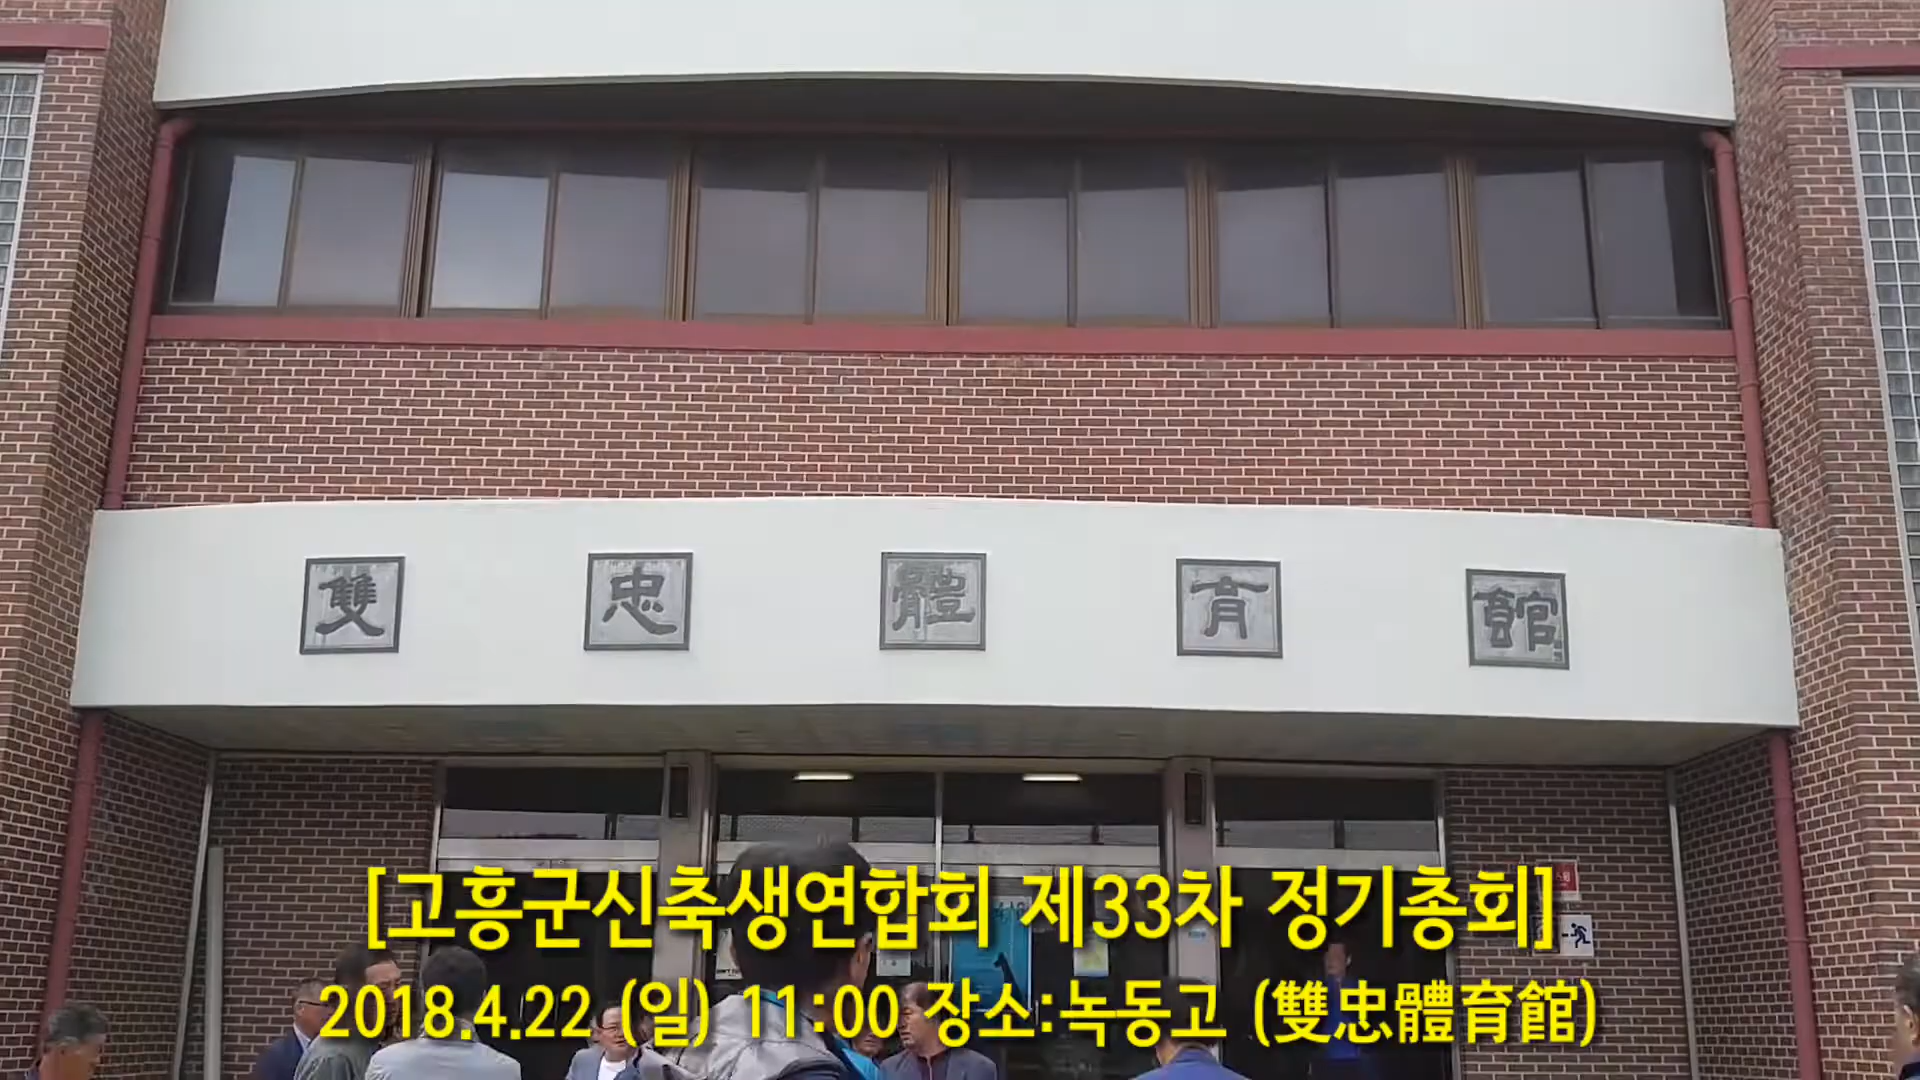 雙忠體育館
[고흥군신축생연합회 제33차 정기총회]
2018.4.22 (일) 11:00 장소:녹동고 (雙忠體育館)